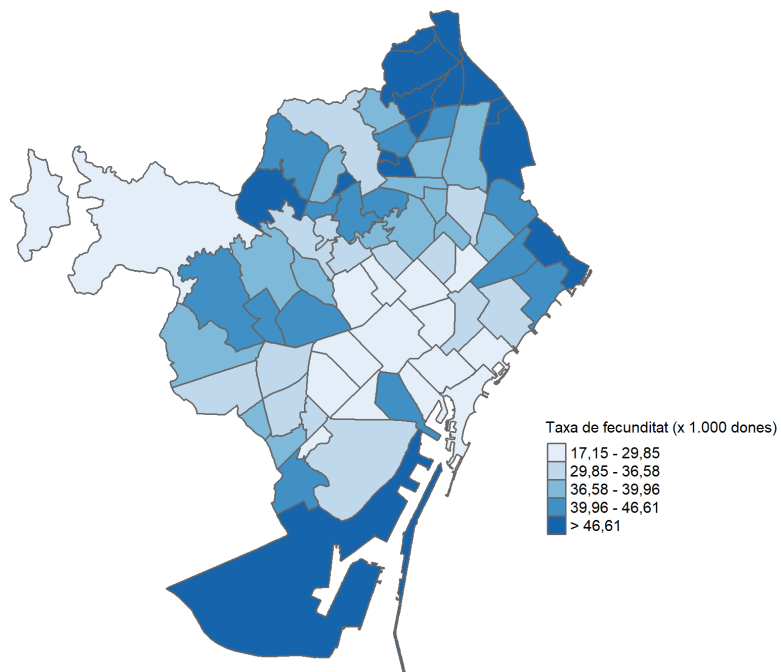 Taxa de fecunditat (x 1.000 dones)
17,15 - 29,85
29,85 - 36,58
36,58 - 39,96
39,96 - 46,61
> 46,61